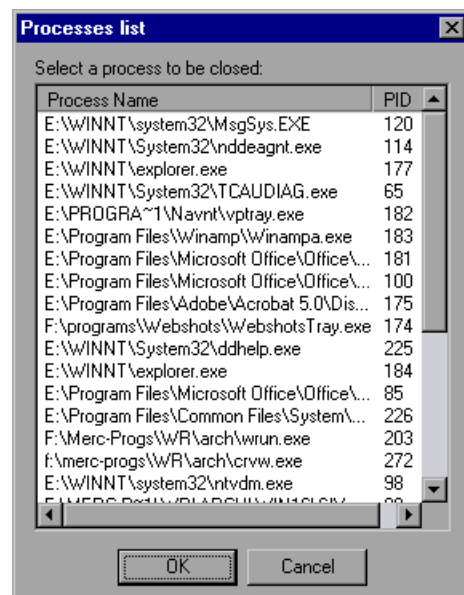 Processes list
Select a process to be closed:
Process Name PID
E:\WINNT\system32\MsgSys.EXE 120
E:\WINNT\System32\nddeagnt.exe 114
E:\WINNT\explorer.exe 177
E:\WINNT\System32\TCAUDIAG.exe 65
E:\PROGRA~1\Navnt\vptray.exe 182
E:\Program Files\Winamp\Winampa.exe 183
E:\Program Files\Microsoft Office\Office\... 181
E:\Program Files\Microsoft Office\Office\... 100
E:\Program Files\Adobe\Acrobat 5.0\Dis... 175
F:\programs\Webshots\WebshotsTray.exe 174
E:\WINNT\System32\ddhelp.exe 225
E:\WINNT\explorer.exe 184
E:\Program Files\Microsoft Office\Office\... 85
E:\Program Files\Common Files\System\... 226
F:\Merc-Progs\WR\arch\wrun.exe 203
f:\merc-progs\WR\arch\crvw.exe 272
E:\WINNT\system32\ntvdm.exe 98
OK Cancel